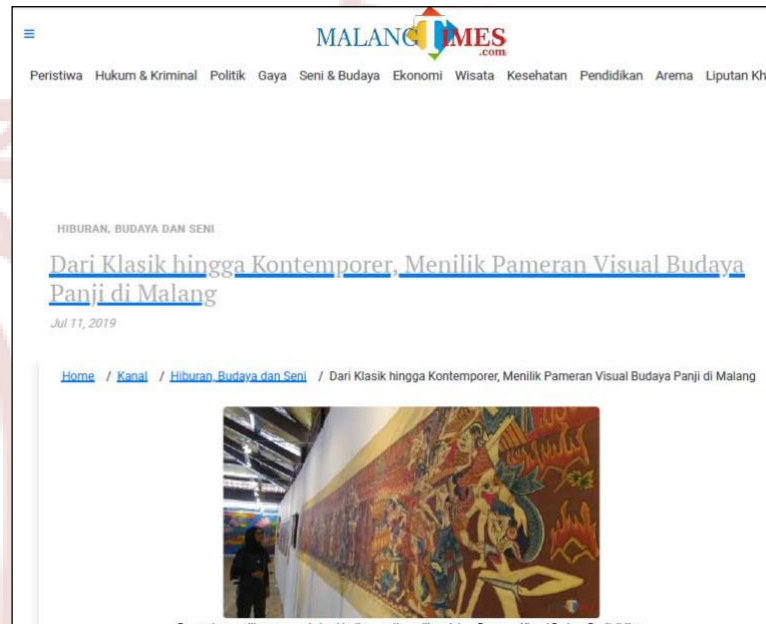 MALANG TIMES
.com
Peristiwa Hukum & Kriminal Politik Gaya Seni & Budaya Ekonomi Wisata Kesehatan Pendidikan Arema Liputan Kh
HIBURAN, BUDAYA DAN SENI
Dari Klasik hingga Kontemporer, Menilik Pameran Visual Budaya
Panji di Malang
Jul 11, 2019
Home / Kanal / Hiburan, Budaya dan Seni / Dari Klasik hingga Kontemporer, Menilik Pameran Visual Budaya Panji di Malang